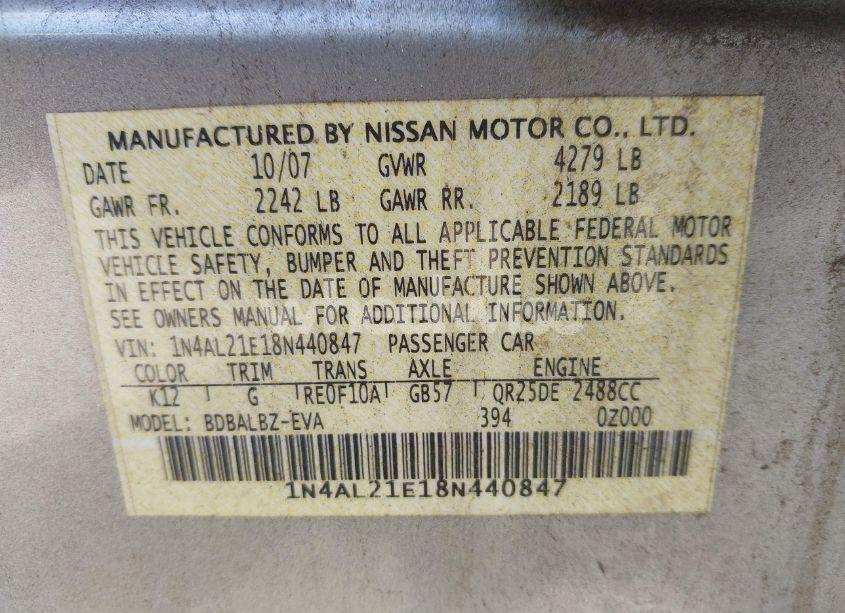 MANUFACTURED BY NISSAN MOTOR CO., LTD.
DATE 10/07 GVWR 4279 LB
GAWR FR. 2242 LB GAWR RR. 2189 LB
THIS VEHICLE CONFORMS TO ALL APPLICABLE FEDERAL MOTOR
VEHICLE SAFETY, BUMPER AND THEFT PREVENTION STANDARDS
IN EFFECT ON THE DATE OF MANUFACTURE SHOWN ABOVE.
SEE OWNERS MANUAL FOR ADDITIONAL INFORMATION.
VIN: 1N4AL21E18N440847 PASSENGER CAR
COLOR TRIM TRANS AXLE ENGINE
K12 G RE0F10A GB57 QR25DE 2488CC
MODEL: BDBALBZ-EVA 394 0Z000
1N4AL21E18N440847